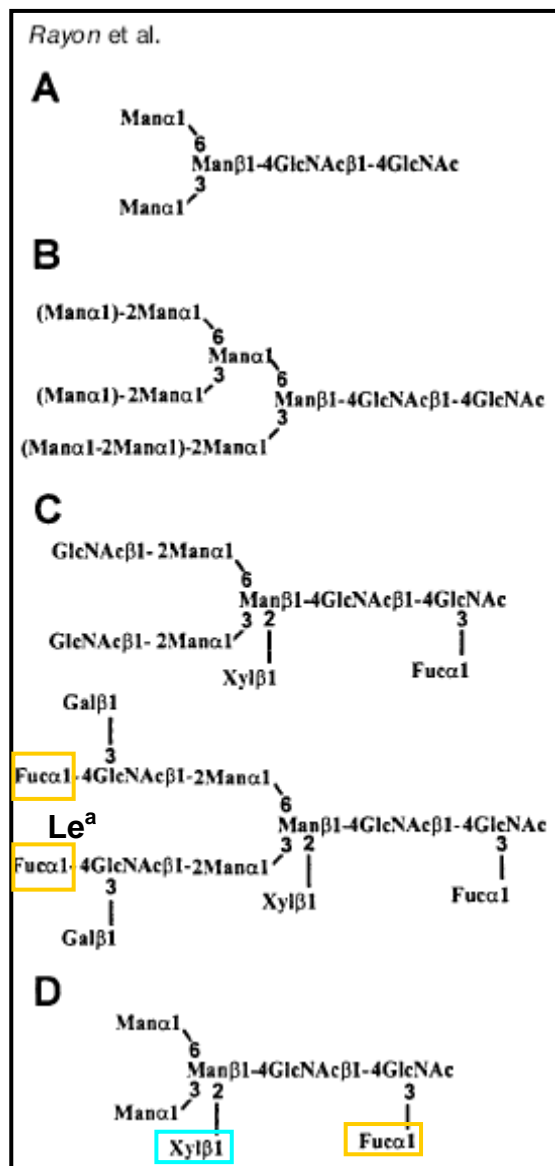 Rayon et al.
A
Manα1
6
Manβ1-4GlcNAcβ1-4GlcNAc
3
Manα1
B
(Manα1)-2Manα1
6
Manα1
3
6
(Manα1)-2Manα1
Manβ1-4GlcNAcβ1-4GlcNAc
3
(Manα1-2Manα1)-2Manα1
C
GlcNAcβ1- 2Manα1
6
Manβ1-4GlcNAcβ1-4GlcNAc
3 2 3
GlcNAcβ1- 2Manα1
Xylβ1 Fucα1
Galβ1
3
Fucα1-4GlcNAcβ1-2Manα1
6
Leᵃ
Manβ1-4GlcNAcβ1-4GlcNAc
3 2 3
Fucα1-4GlcNAcβ1-2Manα1
3
Xylβ1 Fucα1
Galβ1
D
Manα1
6
Manβ1-4GlcNAcβ1-4GlcNAc
3 2 3
Manα1
Xylβ1 Fucα1